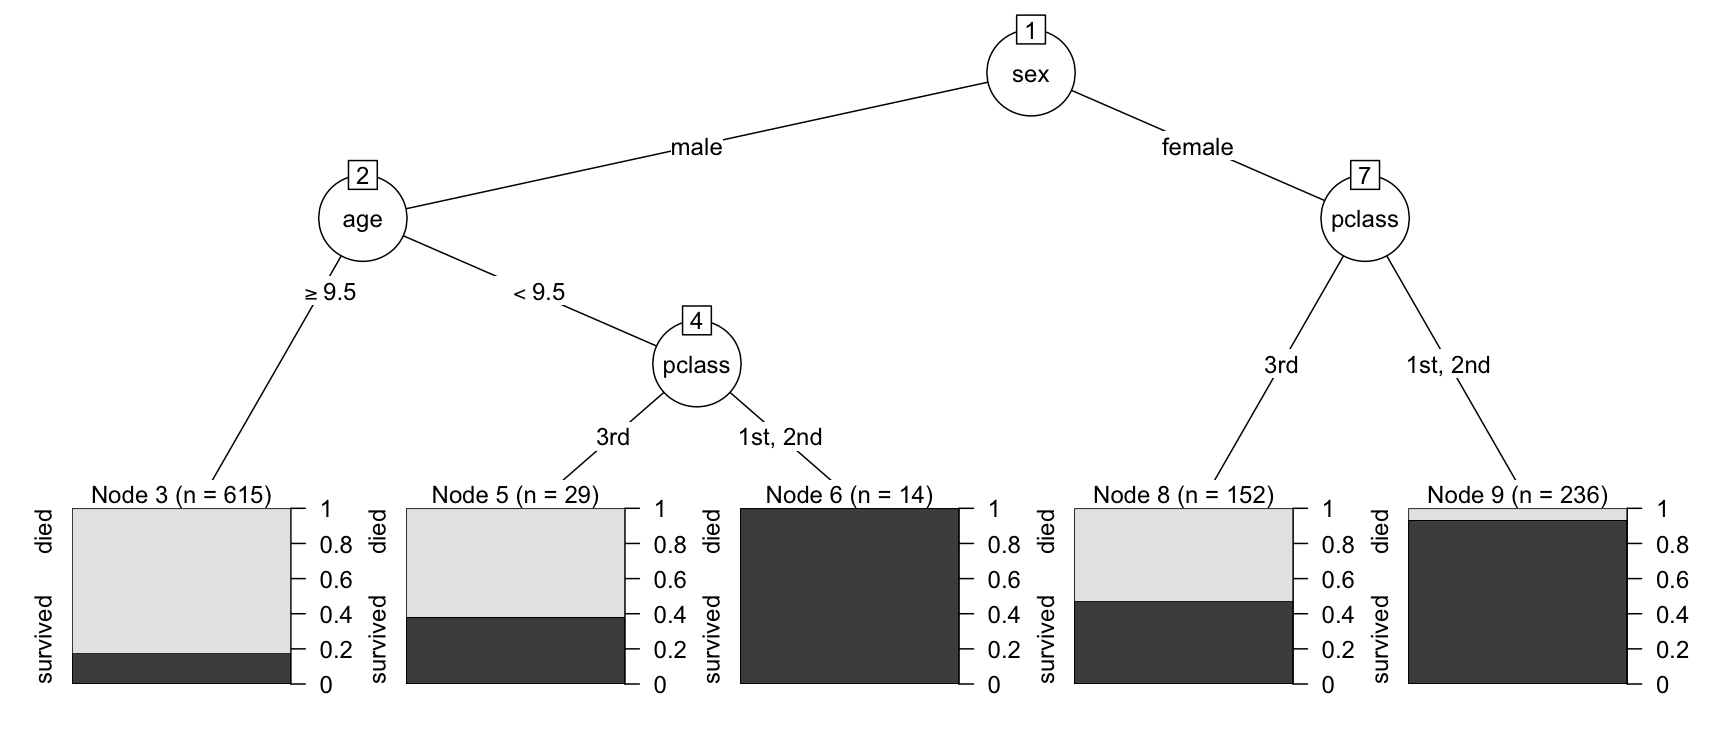 1
sex
male
female
2
age
7
pclass
≥ 9.5
< 9.5
4
pclass
3rd
1st, 2nd
3rd
1st, 2nd
Node 3 (n = 615)
died
survived
1
0.8
0.6
0.4
0.2
0
Node 5 (n = 29)
died
survived
1
0.8
0.6
0.4
0.2
0
Node 6 (n = 14)
died
survived
1
0.8
0.6
0.4
0.2
0
Node 8 (n = 152)
died
survived
1
0.8
0.6
0.4
0.2
0
Node 9 (n = 236)
died
survived
1
0.8
0.6
0.4
0.2
0